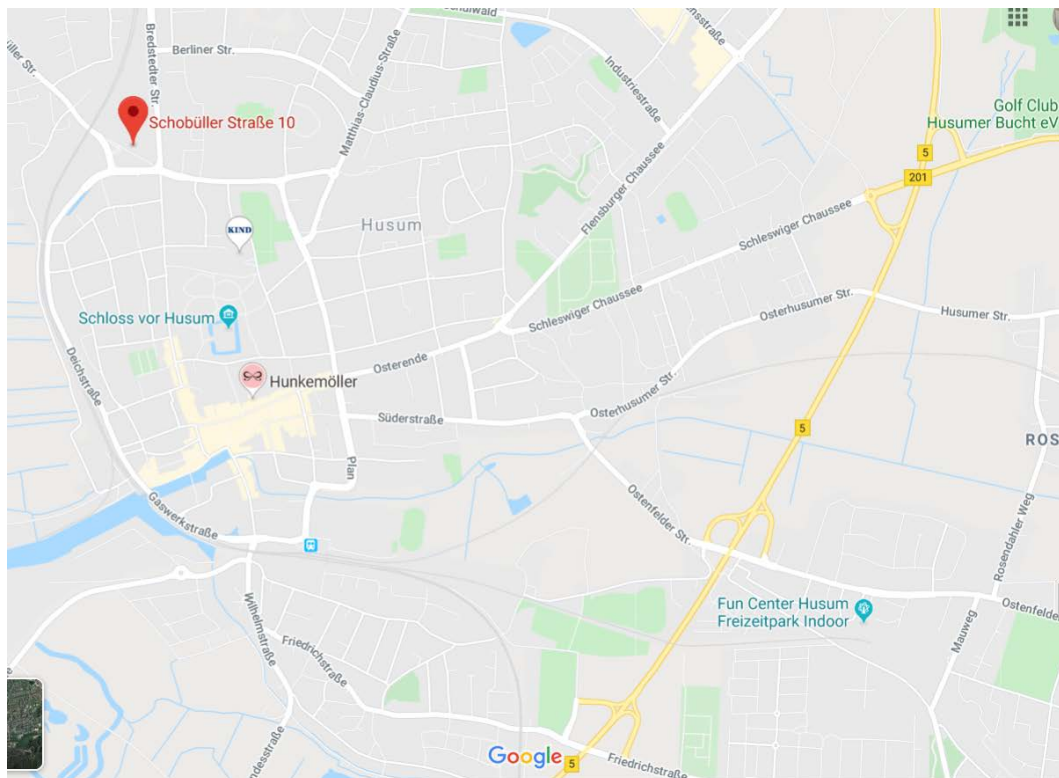 Bredstedter Str.
Berliner Str.
Matthias-Claudius-Straße
Industriestraße
Golf Club
Husumer Bucht eV
5
201
Schobüller Straße 10
KIND
Husum
Flensburger Chaussee
Schleswiger Chaussee
Schleswiger Chaussee
Osterhusumer Str.
Husumer Str.
Schloss vor Husum
Deichstraße
Osterende
Hunkemöller
Osterhusumer Str.
Süderstraße
5
ROS
Plan
Gaswerkstraße
Ostenfelder Str.
Rosendahler Weg
Wilhelmstraße
Fun Center Husum
Freizeitpark Indoor
Ostenfelder
Mauweg
Friedrichstraße
Google
5
Friedrichstraße